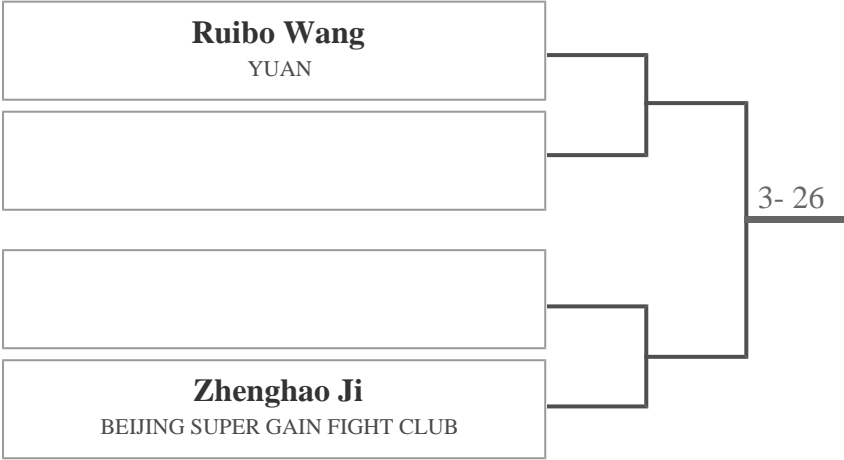 Ruibo Wang
YUAN
3- 26
Zhenghao Ji
BEIJING SUPER GAIN FIGHT CLUB